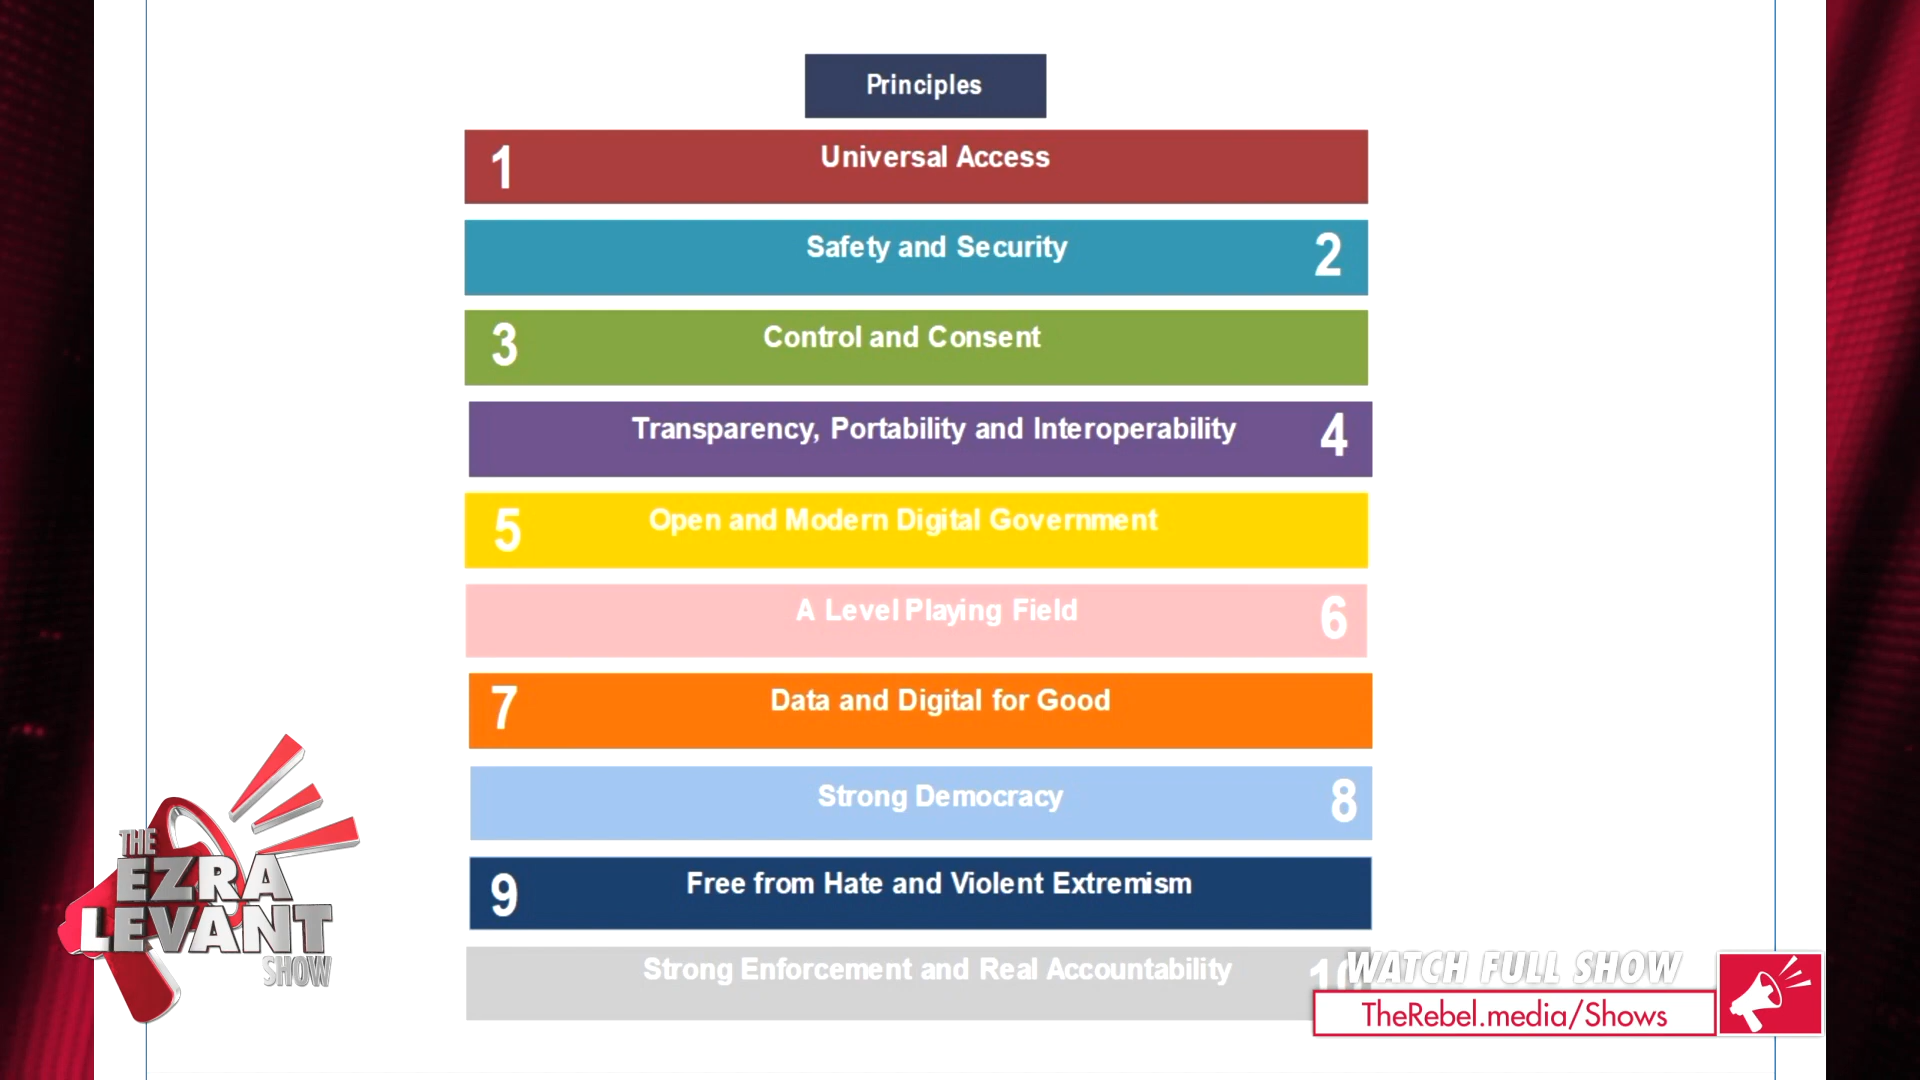 Principles
1 Universal Access
Safety and Security 2
3 Control and Consent
Transparency, Portability and Interoperability 4
5 Open and Modern Digital Government
A Level Playing Field 6
7 Data and Digital for Good
Strong Democracy 8
9 Free from Hate and Violent Extremism
Strong Enforcement and Real Accountability 10
THE
EZRA
LEVANT
SHOW
WATCH FULL SHOW
TheRebel.media/Shows